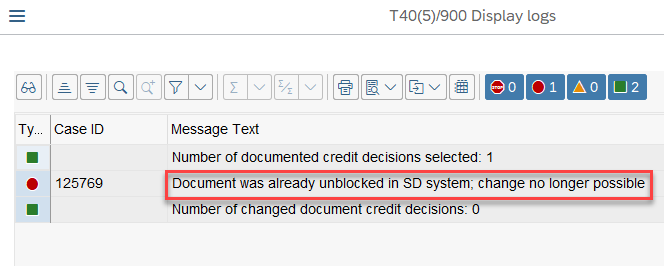 T40(5)/900 Display logs
STOP 0 1 0 2
Ty... Case ID Message Text
Number of documented credit decisions selected: 1
125769 Document was already unblocked in SD system; change no longer possible
Number of changed document credit decisions: 0